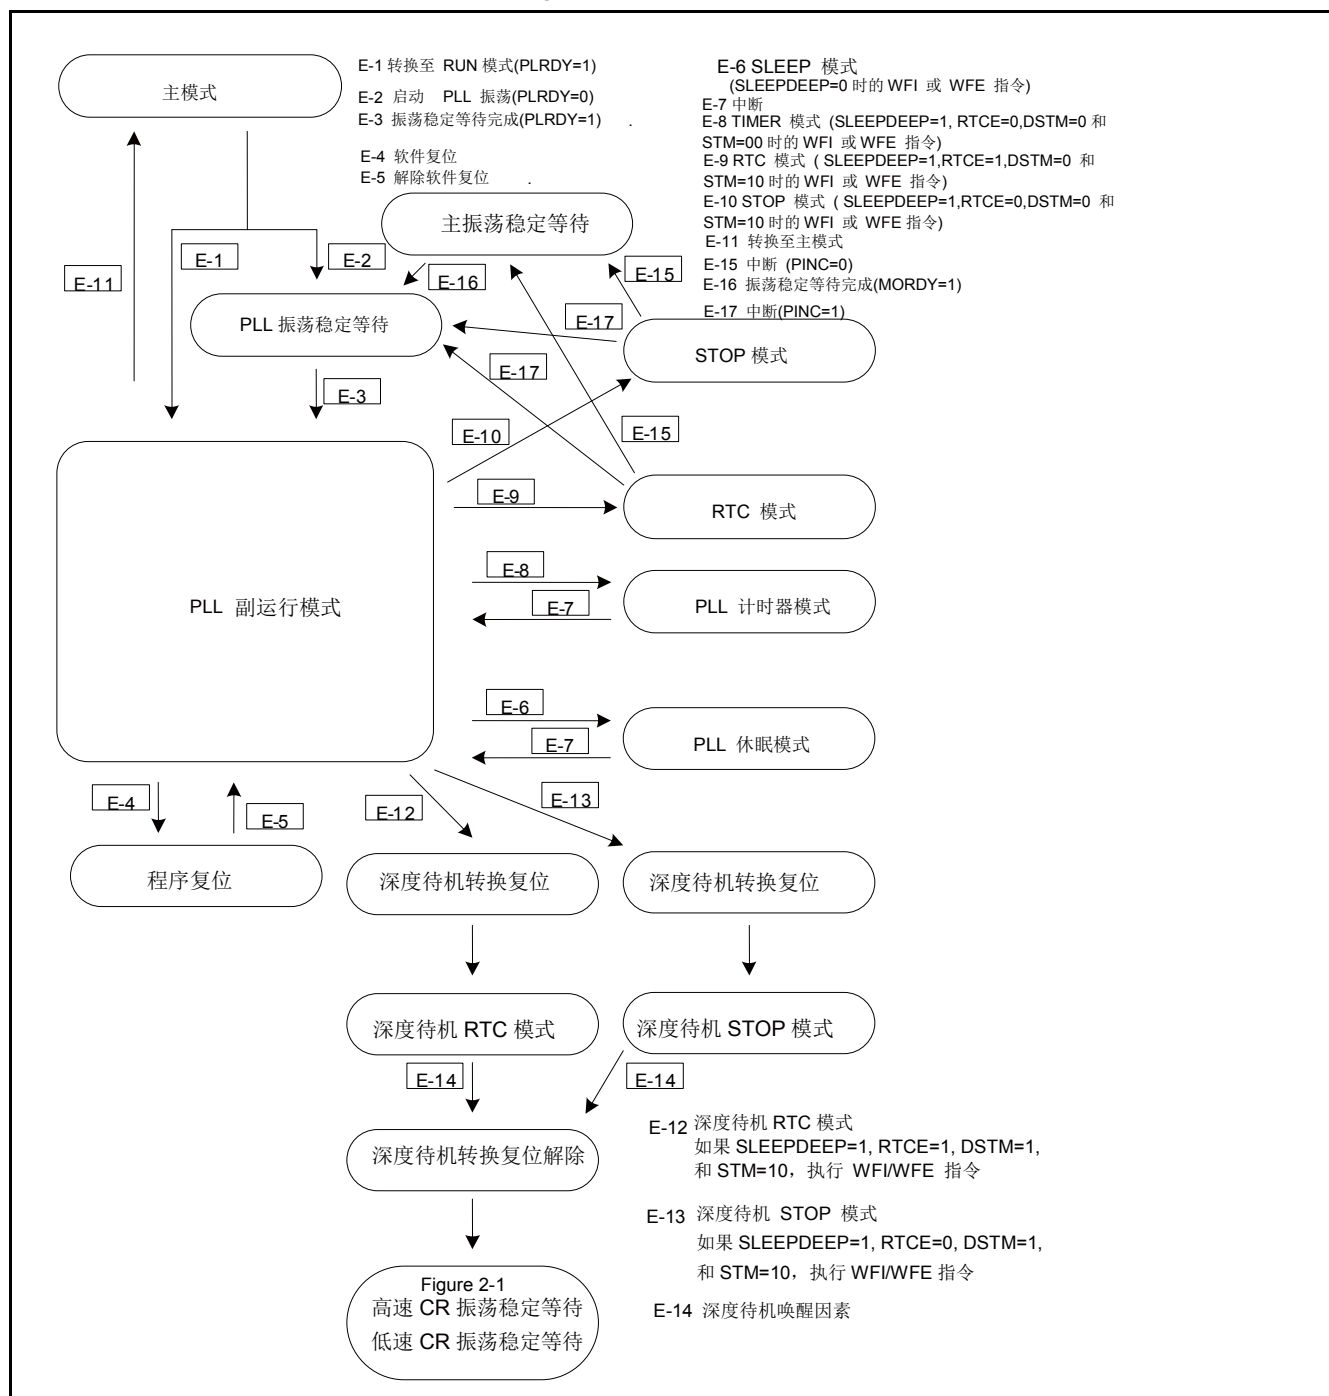 主模式
E-1 转换至 RUN 模式(PLRDY=1)
E-2 启动 PLL 振荡(PLRDY=0)
E-3 振荡稳定等待完成(PLRDY=1) .
E-4 软件复位
E-5 解除软件复位 .
E-6 SLEEP 模式
(SLEEPDEEP=0 时的 WFI 或 WFE 指令)
E-7 中断
E-8 TIMER 模式 (SLEEPDEEP=1, RTCE=0,DSTM=0 和
STM=00 时的 WFI 或 WFE 指令)
E-9 RTC 模式 ( SLEEPDEEP=1,RTCE=1,DSTM=0 和
STM=10 时的 WFI 或 WFE 指令)
E-10 STOP 模式 ( SLEEPDEEP=1,RTCE=0,DSTM=0 和
STM=10 时的 WFI 或 WFE 指令)
E-11 转换至主模式
E-15 中断 (PINC=0)
E-16 振荡稳定等待完成(MORDY=1)
E-17 中断(PINC=1)
主振荡稳定等待
E-1
E-2
E-11
E-16
E-15
PLL 振荡稳定等待
E-17
STOP 模式
E-17
E-3
E-10
E-15
E-9
RTC 模式
E-8
PLL 副运行模式
E-7
PLL 计时器模式
E-6
E-7
PLL 休眠模式
E-4
E-5
E-12
E-13
程序复位
深度待机转换复位
深度待机转换复位
深度待机 RTC 模式
深度待机 STOP 模式
E-14
E-14
深度待机转换复位解除
E-12 深度待机 RTC 模式
如果 SLEEPDEEP=1, RTCE=1, DSTM=1,
和 STM=10，执行 WFI/WFE 指令
E-13 深度待机 STOP 模式
如果 SLEEPDEEP=1, RTCE=0, DSTM=1,
和 STM=10，执行 WFI/WFE 指令
E-14 深度待机唤醒因素
Figure 2-1
高速 CR 振荡稳定等待
低速 CR 振荡稳定等待